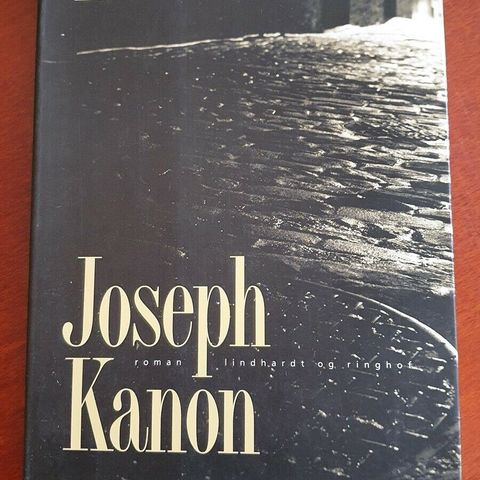 Joseph
roman lindhardt og ringhof
Kanon